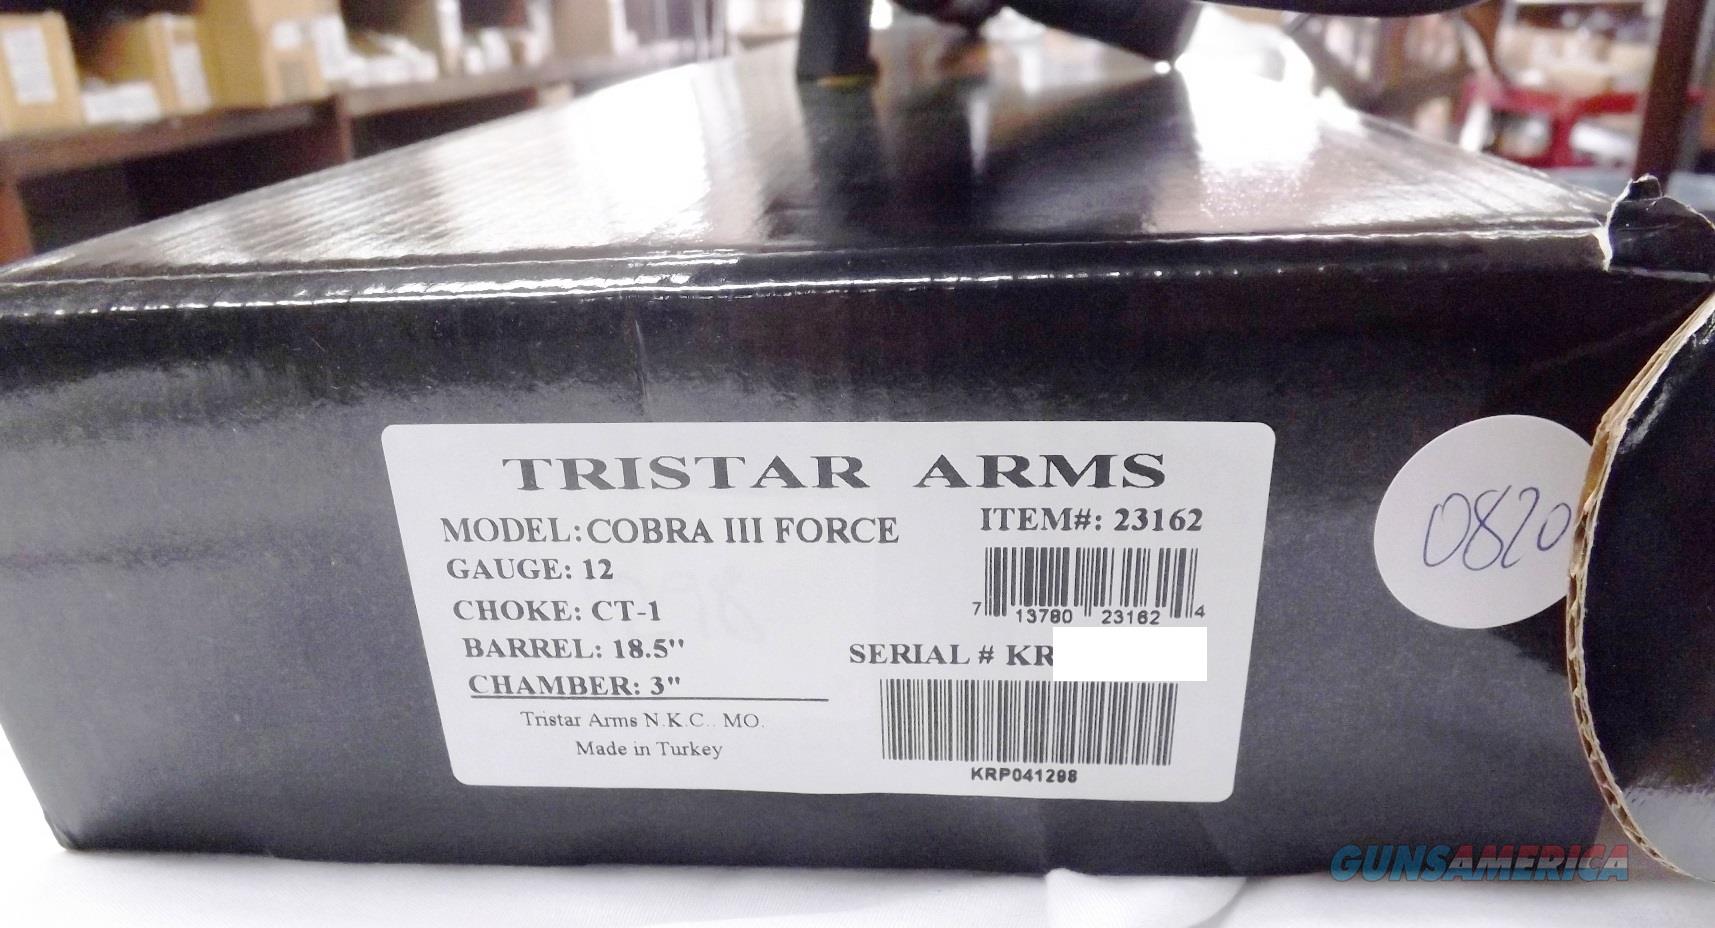 TRISTAR ARMS
MODEL: COBRA III FORCE
ITEM#: 23162
GAUGE: 12
CHOKE: CT-1
7 13780 23162 4
BARREL: 18.5"
SERIAL # KR
CHAMBER: 3"
Tristar Arms N.K.C.. MO.
Made in Turkey
KRP041298
0820
GUNSAMERICA